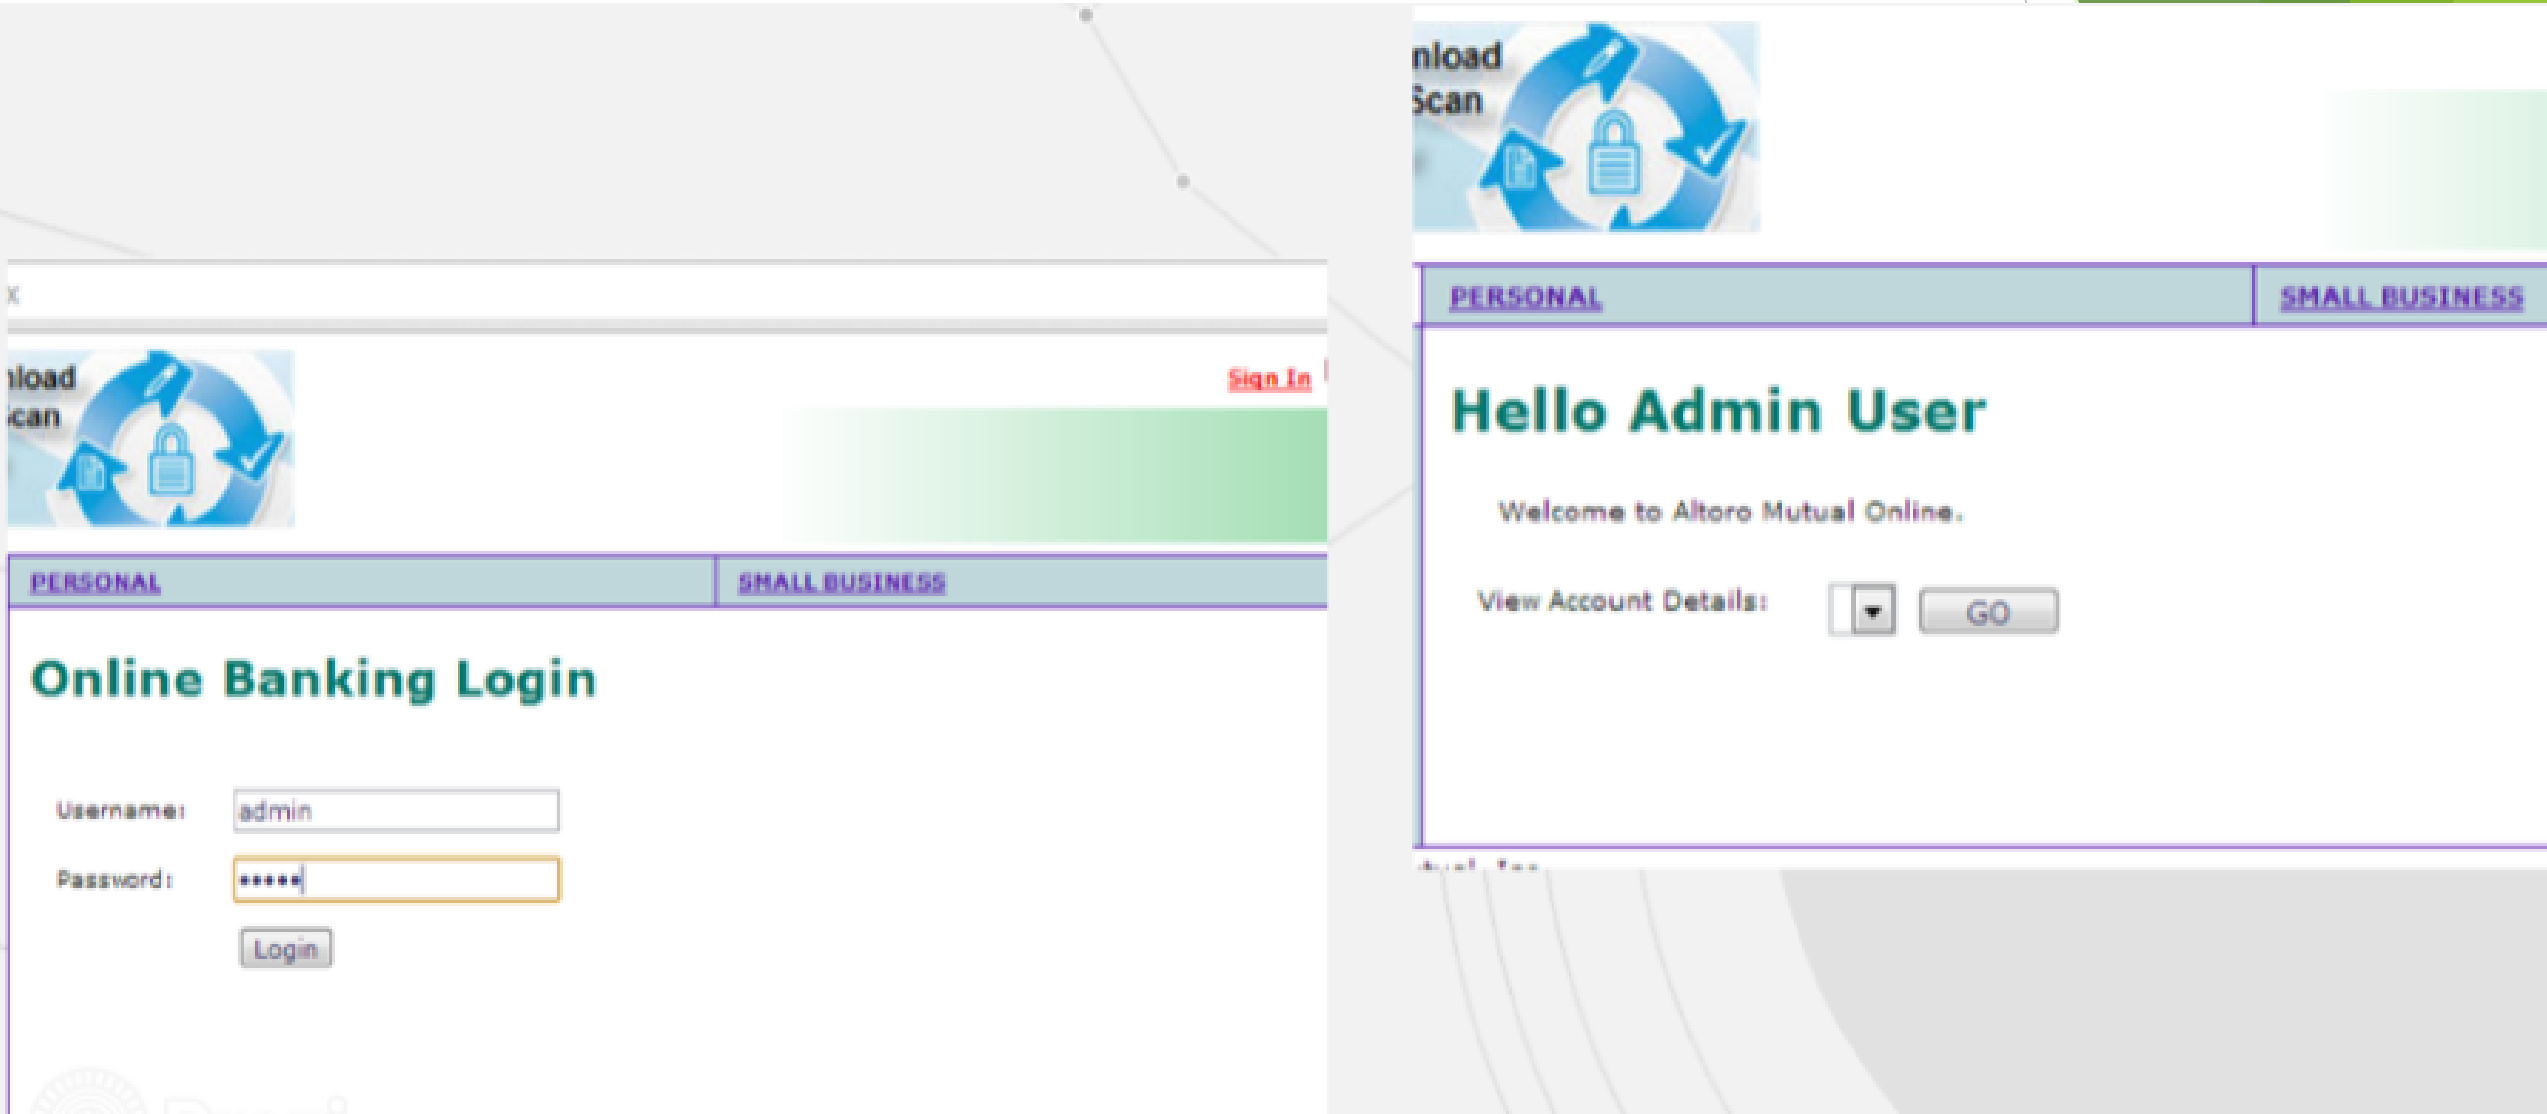 x
nload
Scan
Sign In
PERSONAL
SMALL BUSINESS
Online Banking Login
Username:
admin
Password:
•••••
Login
nload
Scan
PERSONAL
SMALL BUSINESS
Hello Admin User
Welcome to Altoro Mutual Online.
View Account Details:
GO